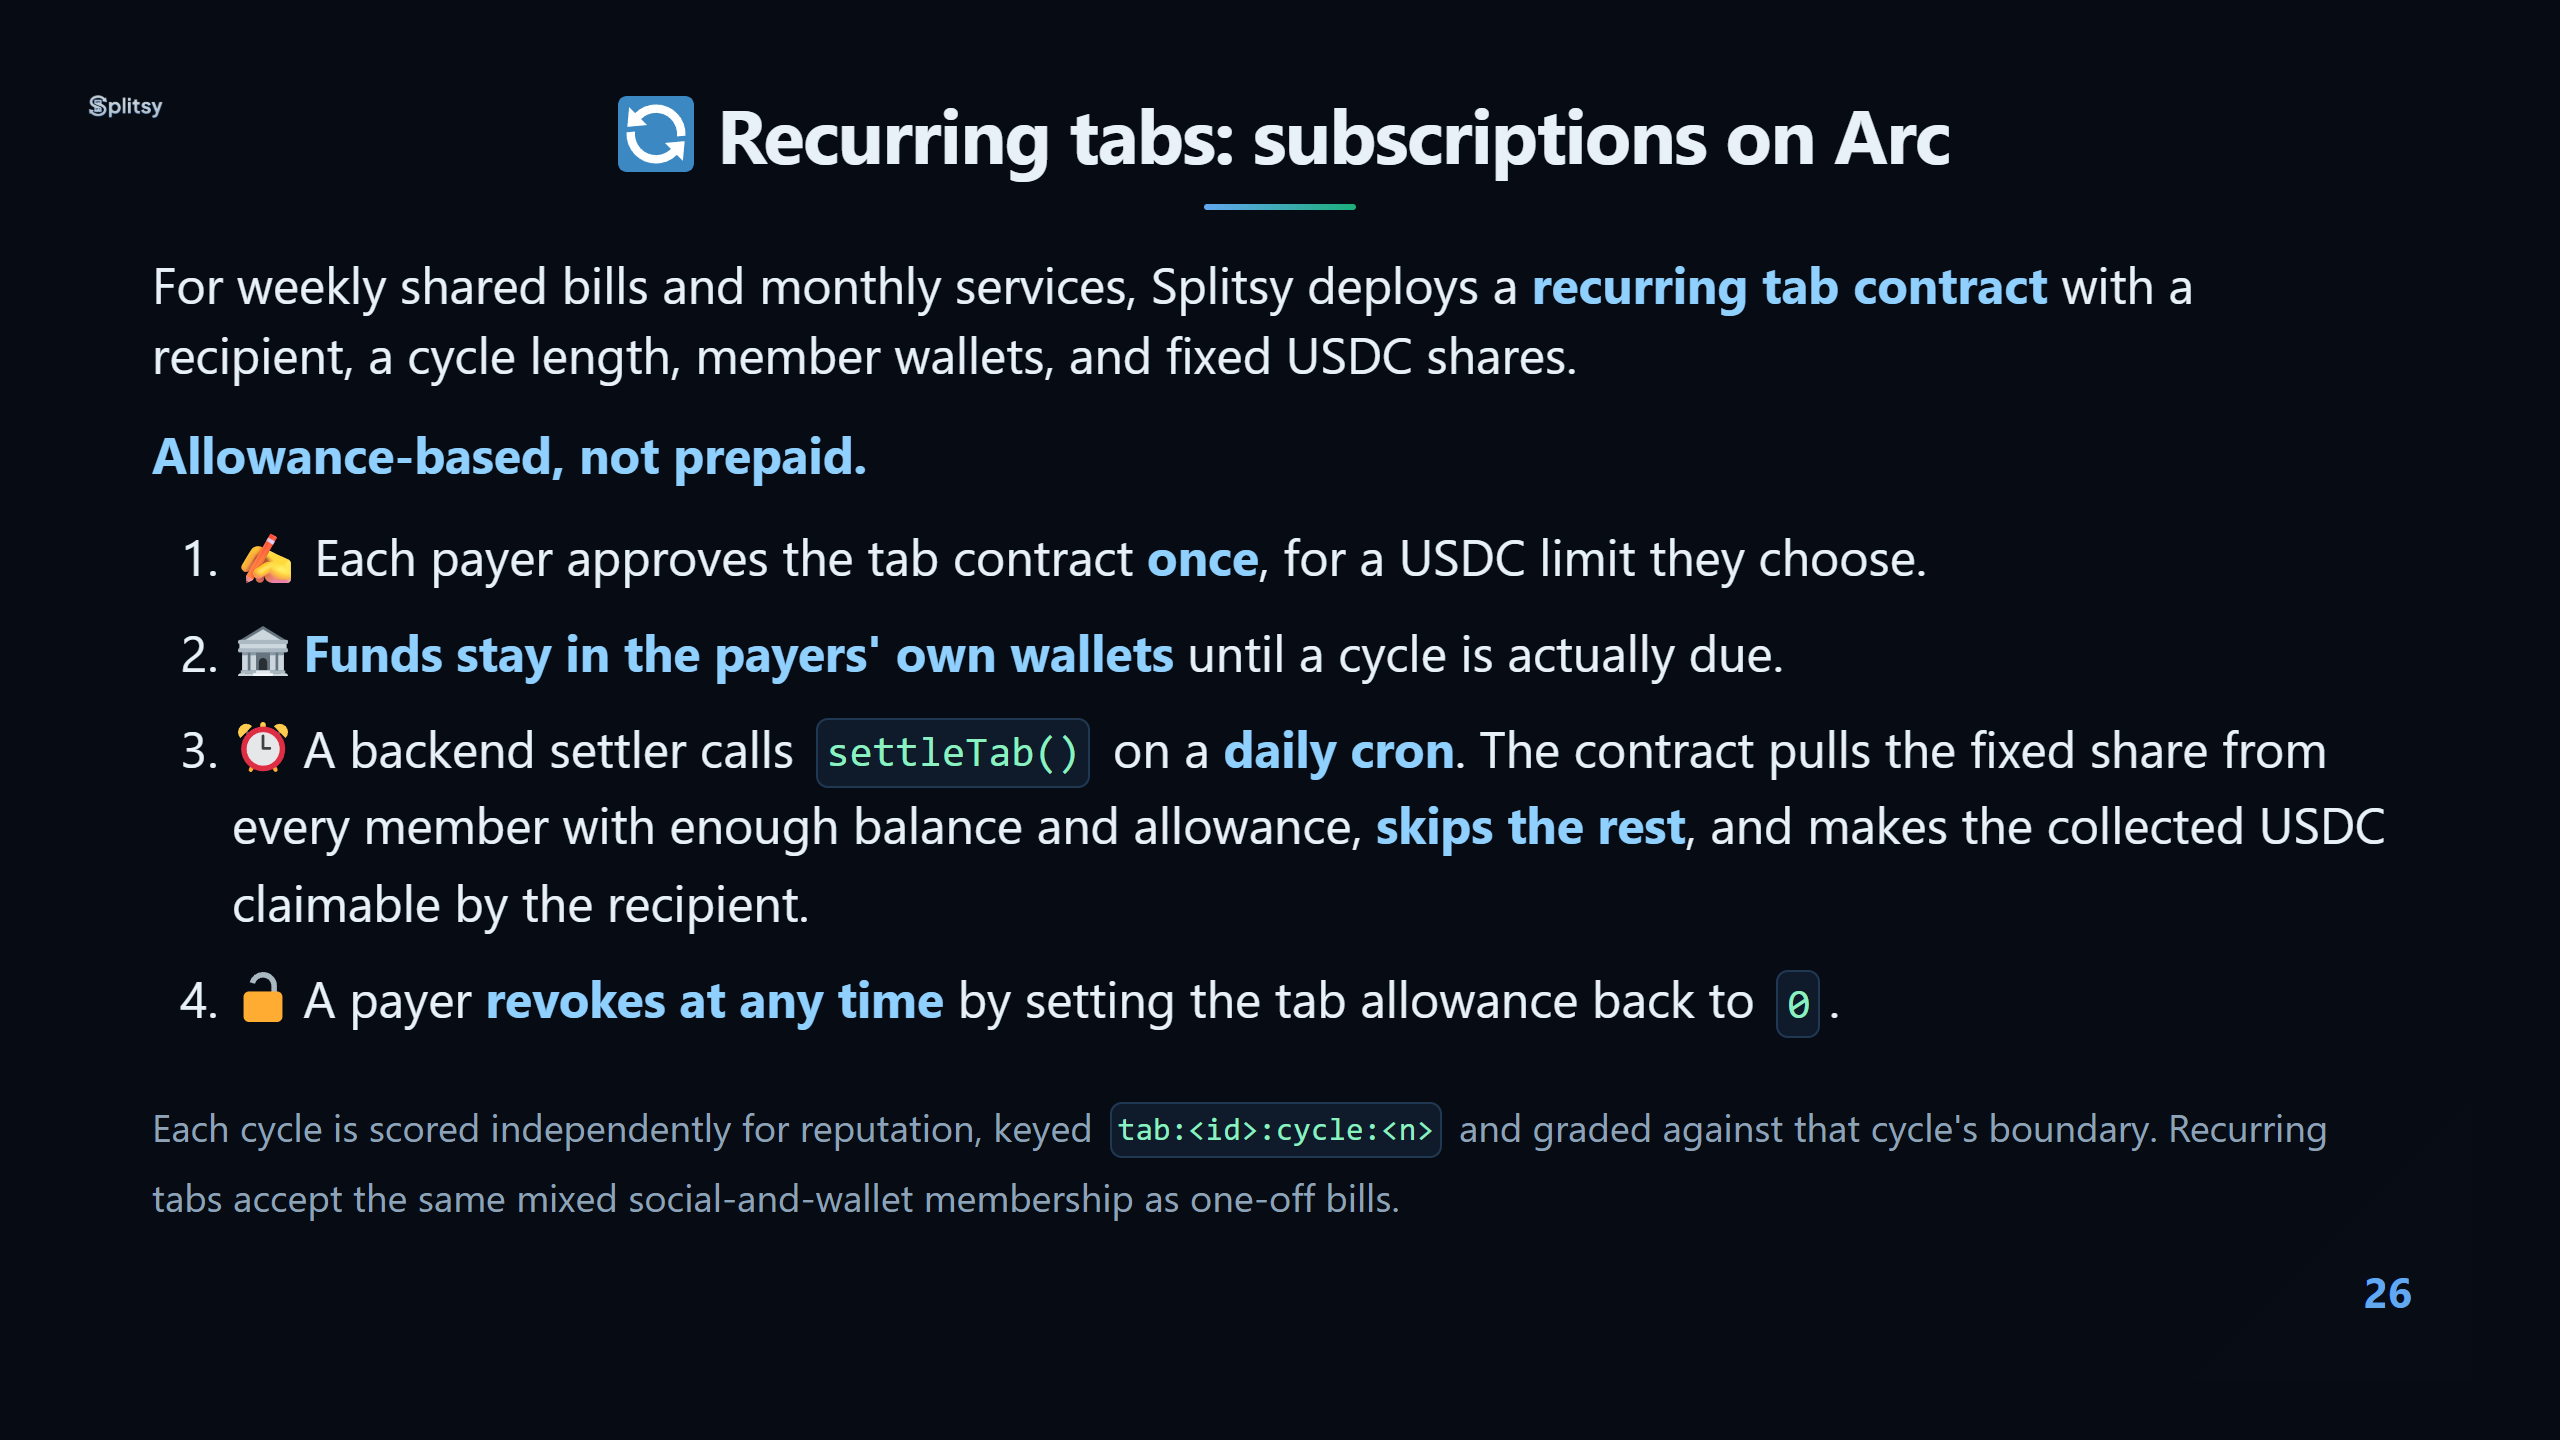 Splitsy
Recurring tabs: subscriptions on Arc
For weekly shared bills and monthly services, Splitsy deploys a recurring tab contract with a
recipient, a cycle length, member wallets, and fixed USDC shares.
Allowance-based, not prepaid.
1. Each payer approves the tab contract once, for a USDC limit they choose.
2. Funds stay in the payers' own wallets until a cycle is actually due.
3. A backend settler calls settleTab() on a daily cron. The contract pulls the fixed share from
every member with enough balance and allowance, skips the rest, and makes the collected USDC
claimable by the recipient.
4. A payer revokes at any time by setting the tab allowance back to 0.
Each cycle is scored independently for reputation, keyed tab:<id>:cycle:<n> and graded against that cycle's boundary. Recurring
tabs accept the same mixed social-and-wallet membership as one-off bills.
26